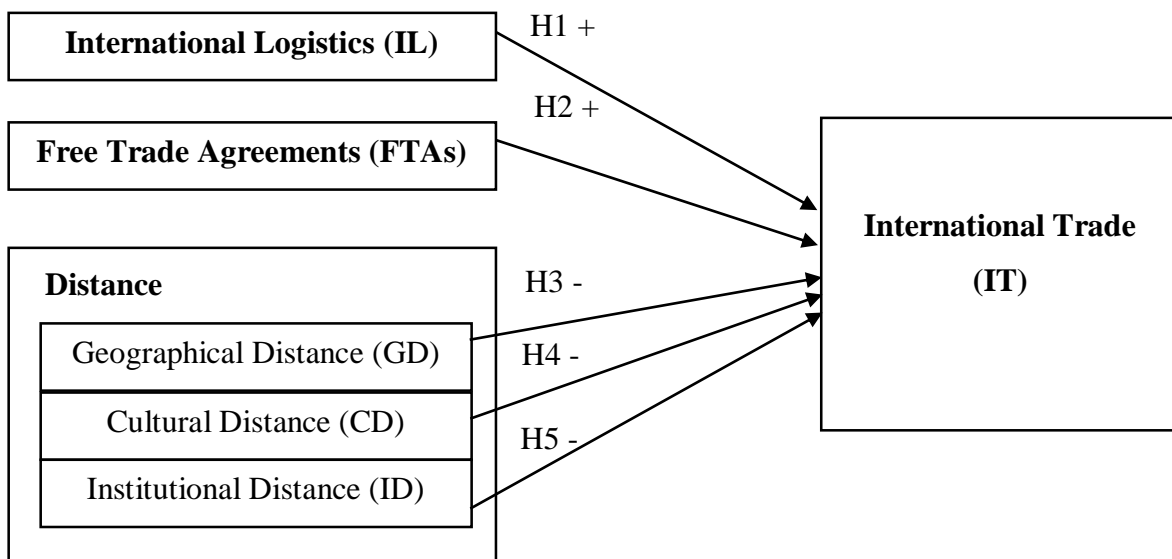 International Logistics (IL)
H1 +
Free Trade Agreements (FTAs)
H2 +
Distance
Geographical Distance (GD)
H3 -
Cultural Distance (CD)
H4 -
Institutional Distance (ID)
H5 -
International Trade
(IT)